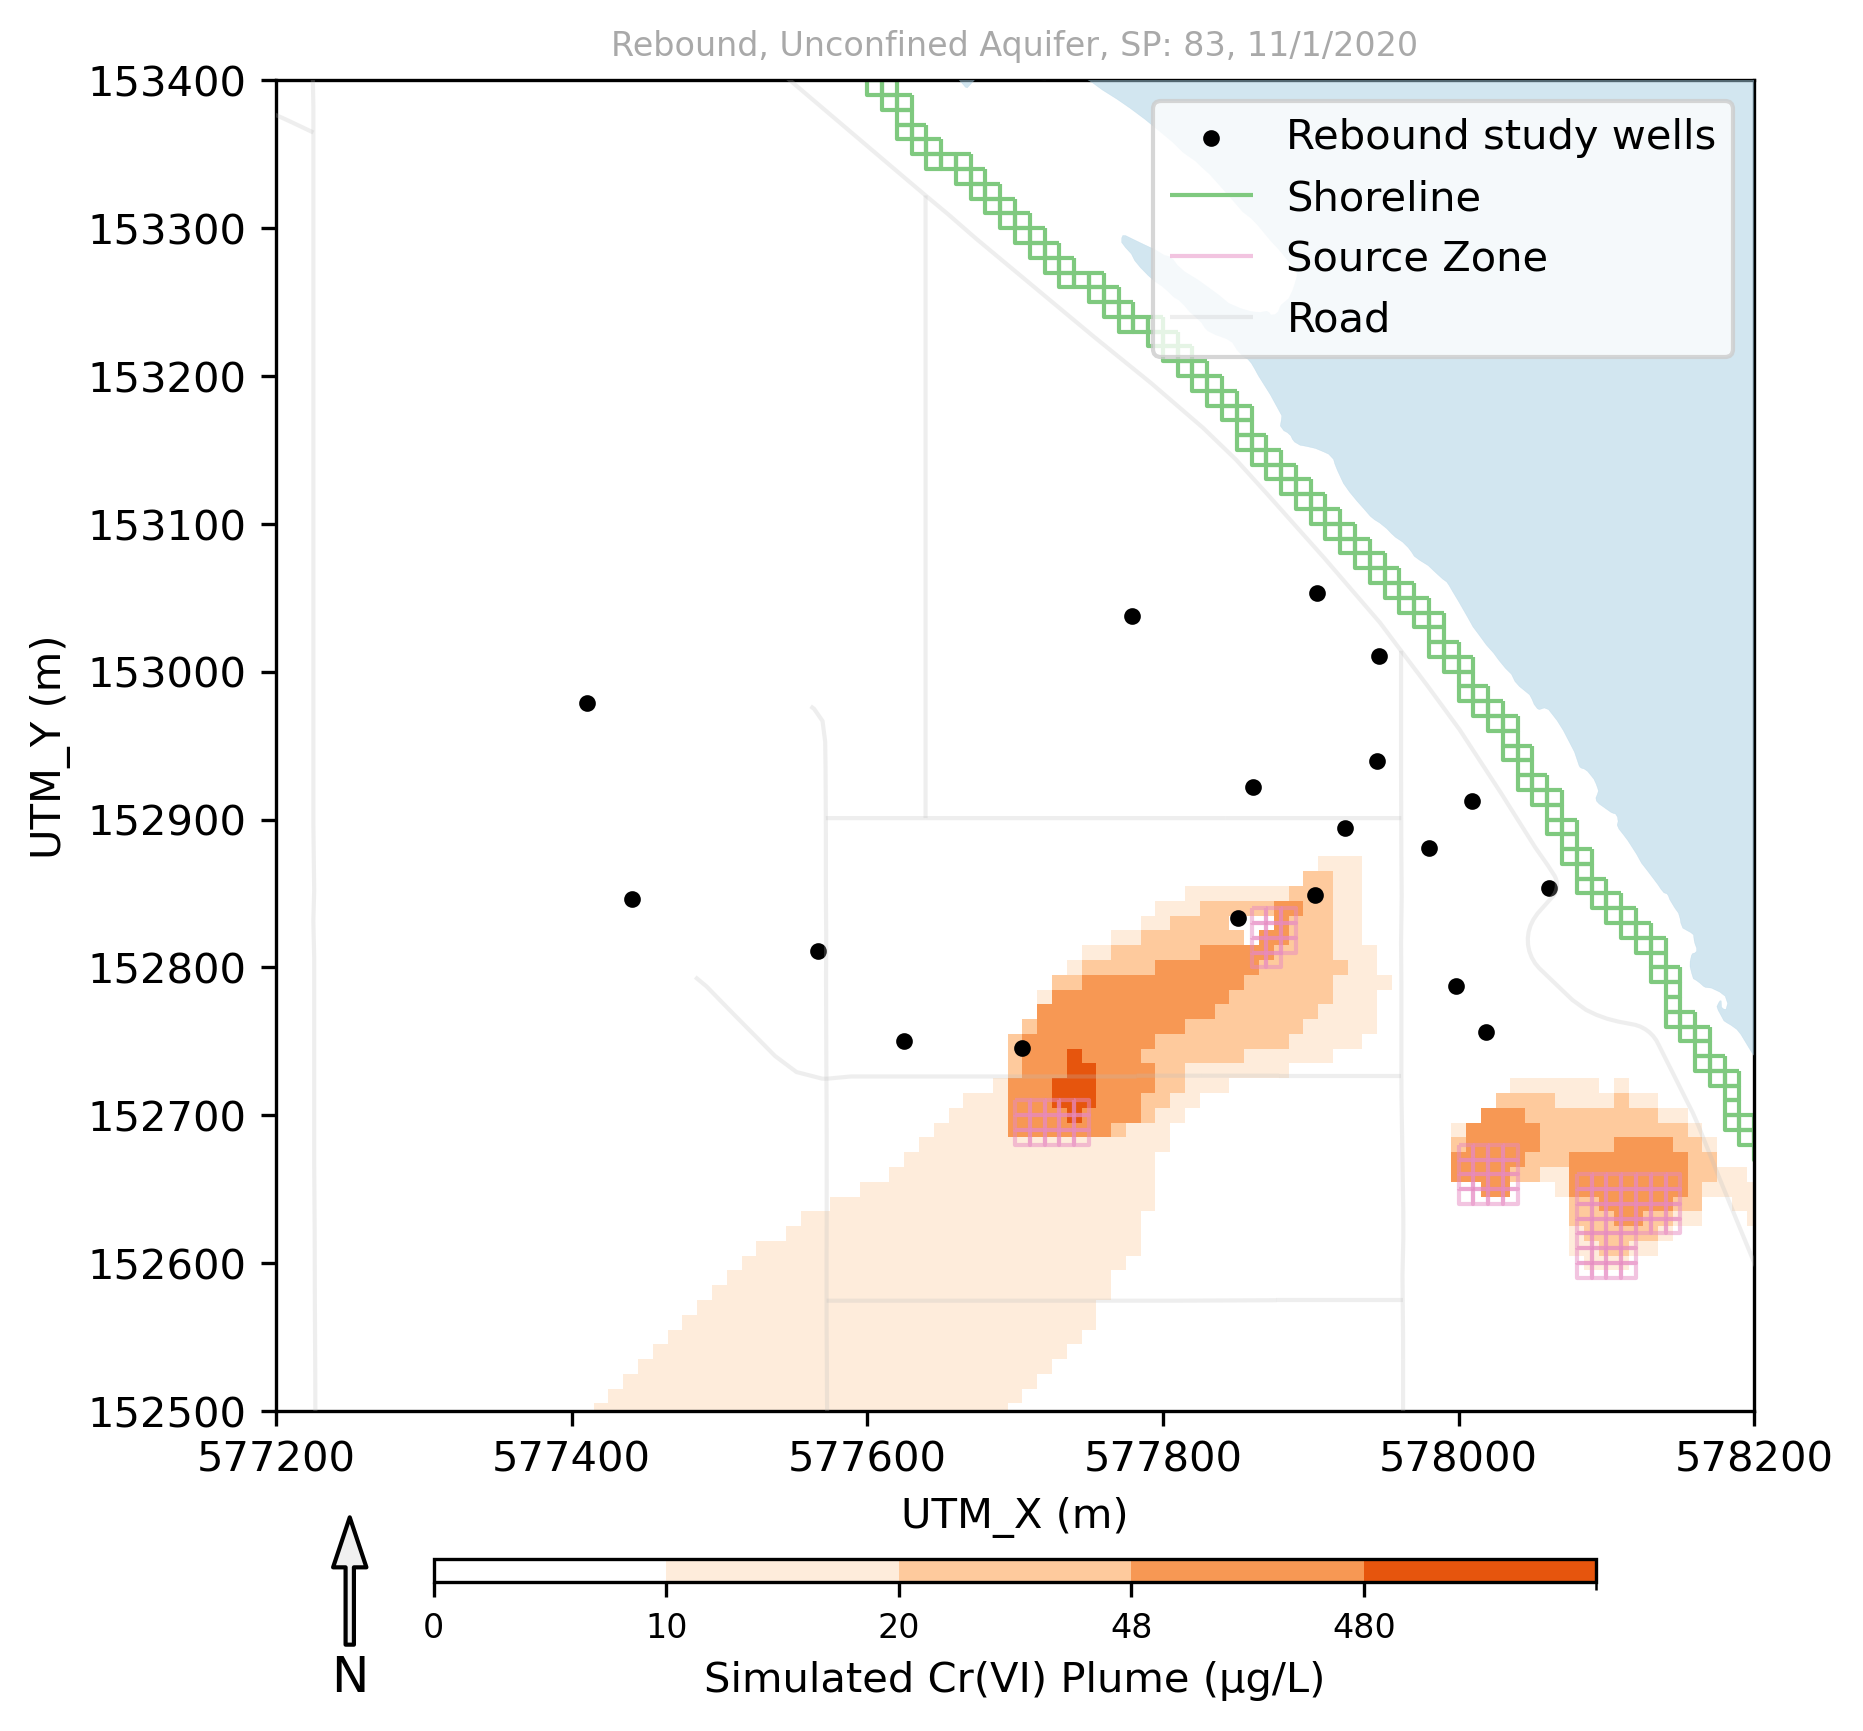 Rebound, Unconfined Aquifer, SP: 83, 11/1/2020
Rebound study wells
Shoreline
Source Zone
Road
153400
153300
153200
153100
153000
152900
152800
152700
152600
152500
UTM_Y (m)
577200 577400 577600 577800 578000 578200
UTM_X (m)
N
0 10 20 48 480
Simulated Cr(VI) Plume (µg/L)